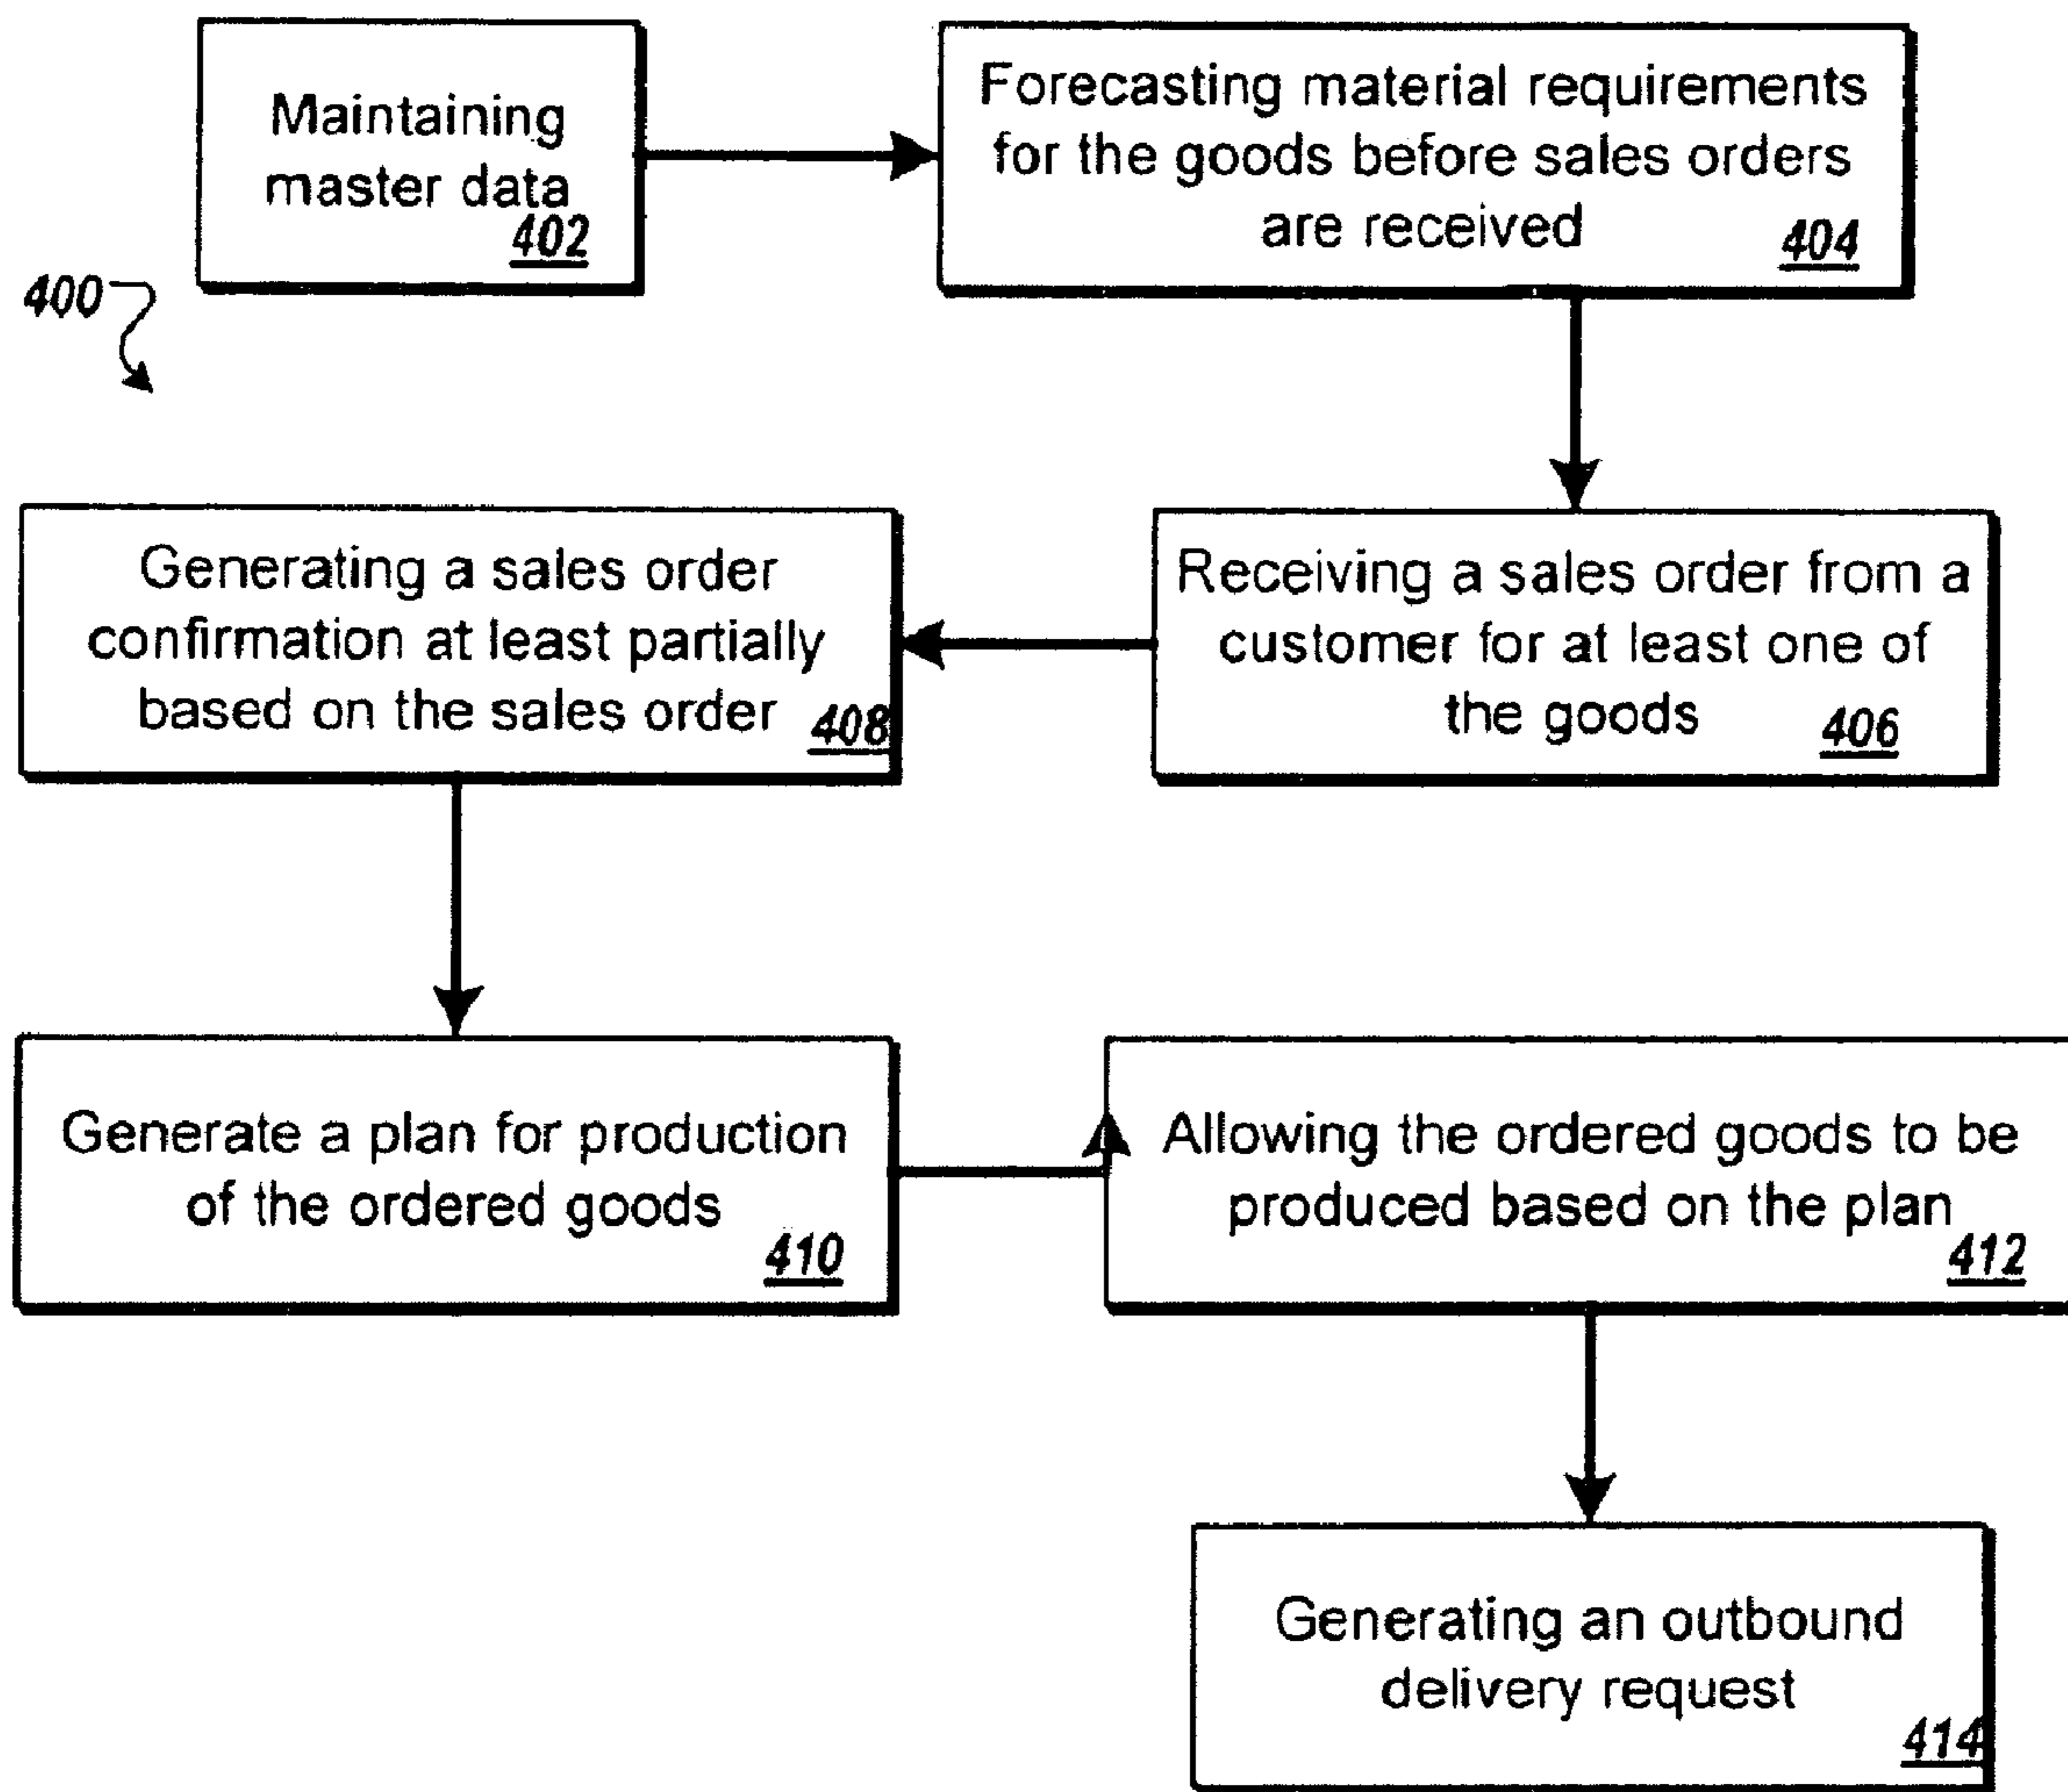 Maintaining
master data
402
Forecasting material requirements
for the goods before sales orders
are received
404
400
Generating a sales order
confirmation at least partially
based on the sales order
408
Receiving a sales order from a
customer for at least one of
the goods
406
Generate a plan for production
of the ordered goods
410
Allowing the ordered goods to be
produced based on the plan
412
Generating an outbound
delivery request
414